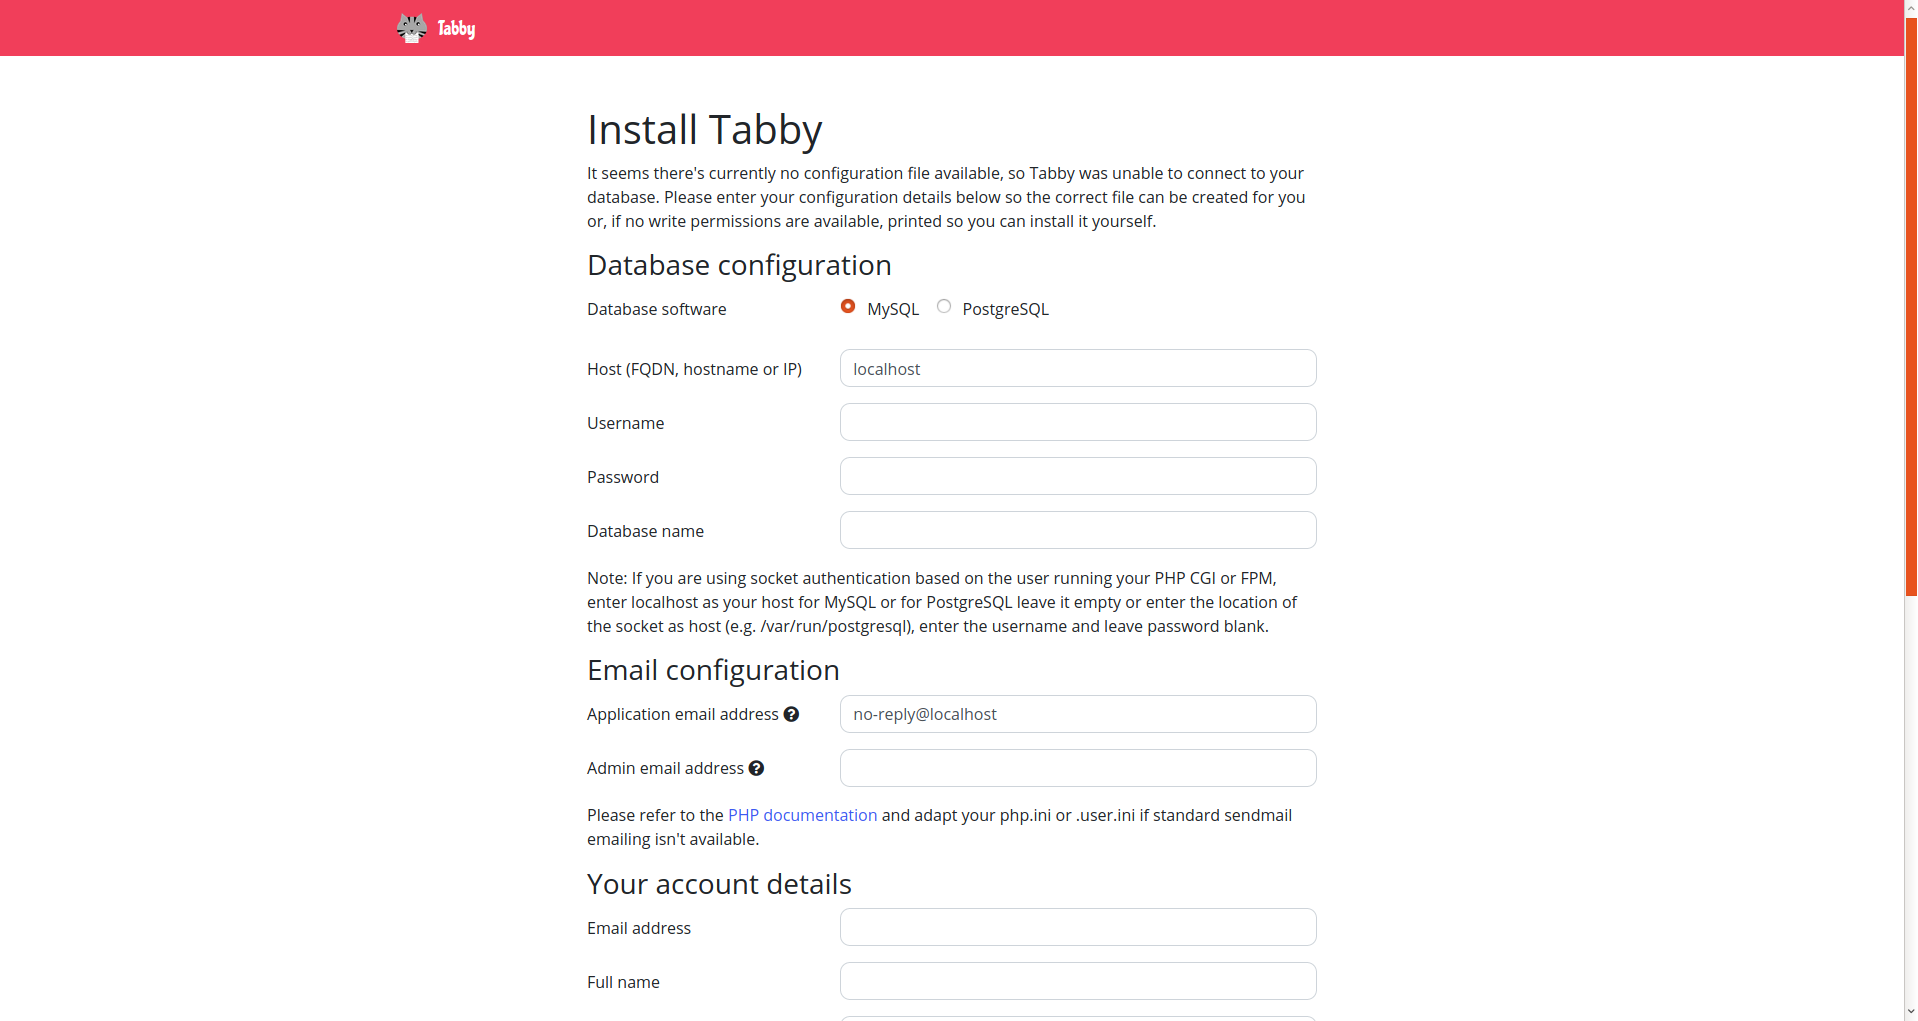 Tabby
Install Tabby
It seems there's currently no configuration file available, so Tabby was unable to connect to your
database. Please enter your configuration details below so the correct file can be created for you
or, if no write permissions are available, printed so you can install it yourself.
Database configuration
Database software MySQL PostgreSQL
Host (FQDN, hostname or IP) localhost
Username
Password
Database name
Note: If you are using socket authentication based on the user running your PHP CGI or FPM,
enter localhost as your host for MySQL or for PostgreSQL leave it empty or enter the location of
the socket as host (e.g. /var/run/postgresql), enter the username and leave password blank.
Email configuration
Application email address ? no-reply@localhost
Admin email address ?
Please refer to the PHP documentation and adapt your php.ini or .user.ini if standard sendmail
emailing isn't available.
Your account details
Email address
Full name